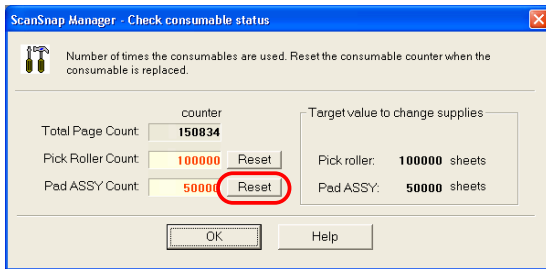 ScanSnap Manager - Check consumable status
Number of times the consumables are used. Reset the consumable counter when the
consumable is replaced.
counter
Total Page Count: 150834
Pick Roller Count: 100000 Reset
Pad ASSY Count: 50000 Reset
Target value to change supplies
Pick roller: 100000 sheets
Pad ASSY: 50000 sheets
OK Help